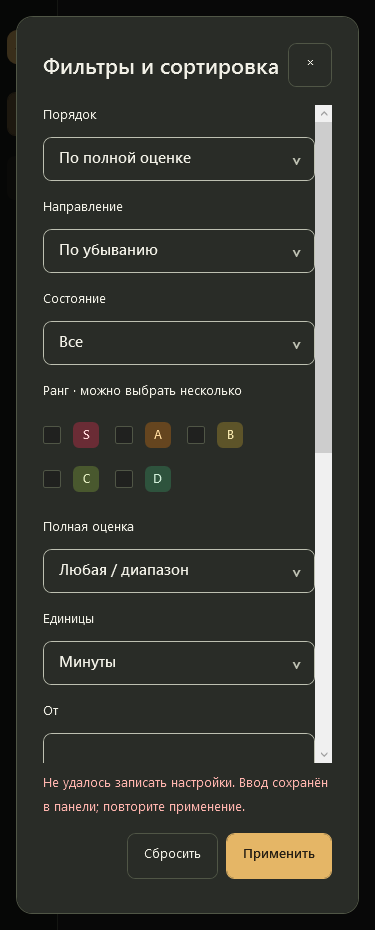 Фильтры и сортировка
×
Порядок
По полной оценке
Направление
По убыванию
Состояние
Все
Ранг · можно выбрать несколько
S A B
C D
Полная оценка
Любая / диапазон
Единицы
Минуты
От
Не удалось записать настройки. Ввод сохранён
в панели; повторите применение.
Сбросить Применить